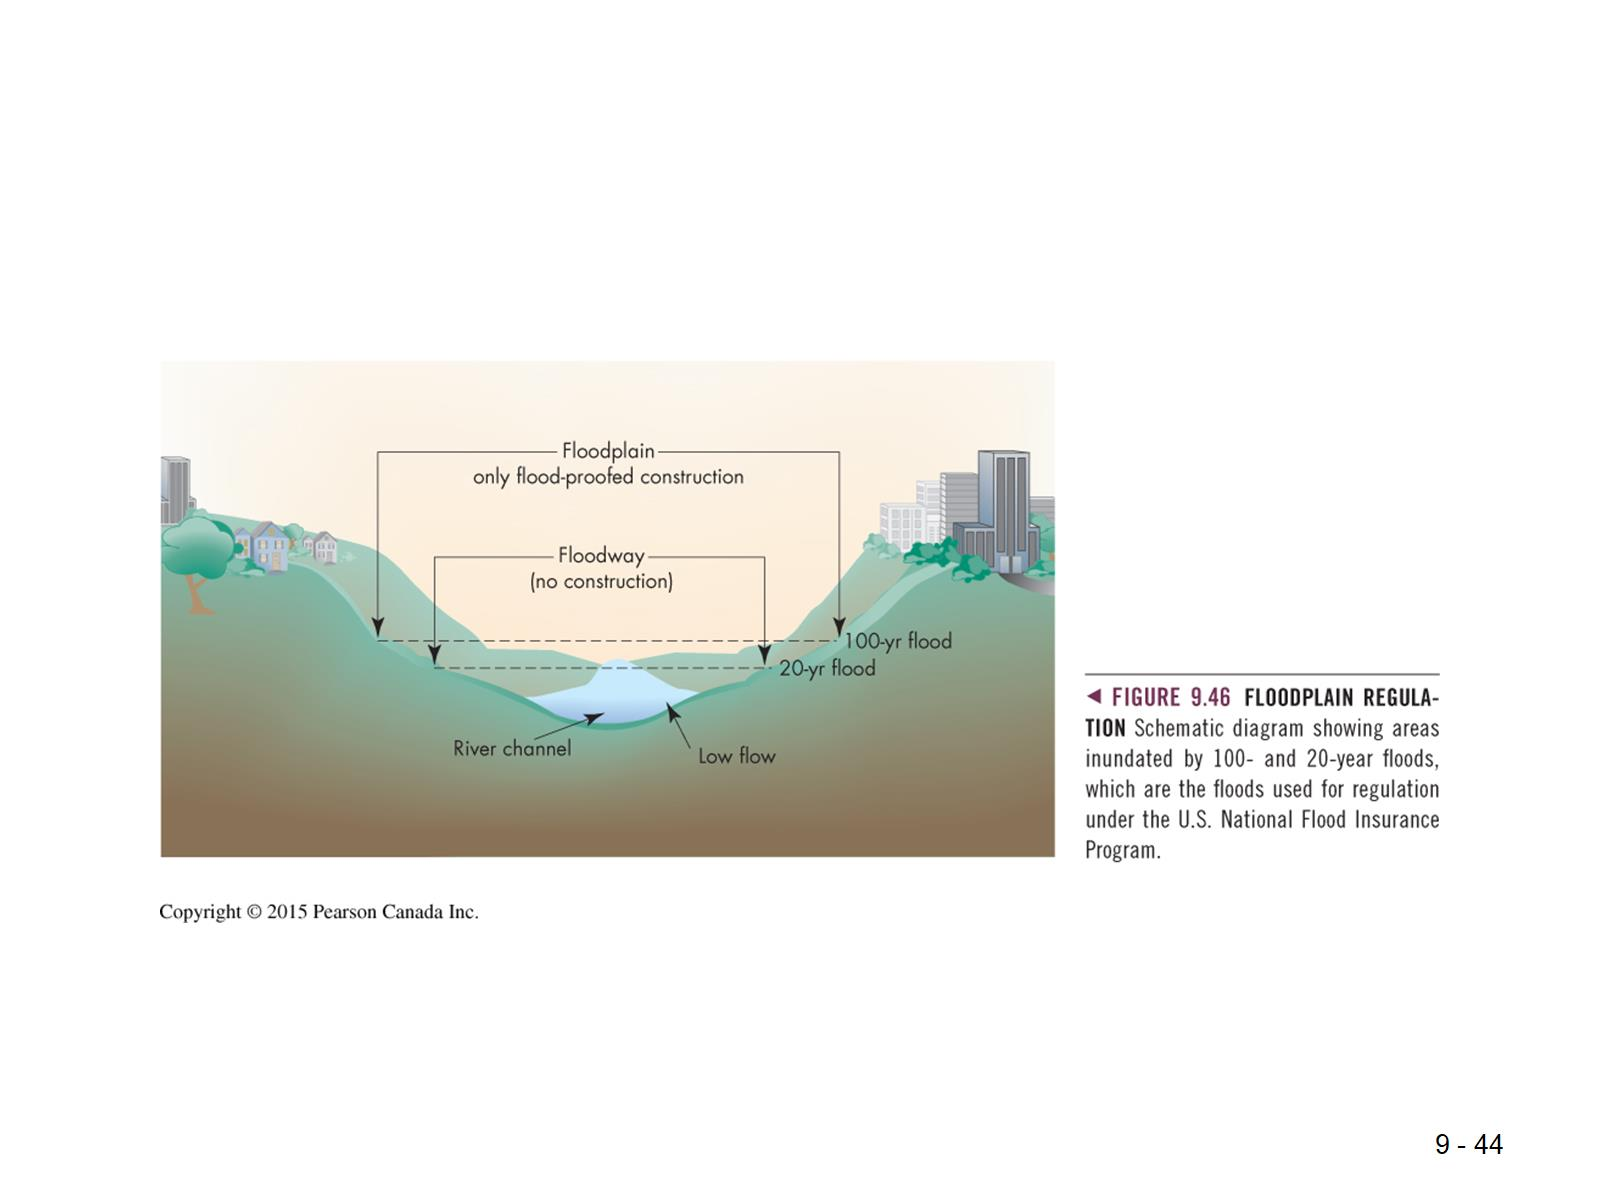 Floodplain
only flood-proofed construction
Floodway
(no construction)
100-yr flood
20-yr flood
River channel
Low flow
◄ FIGURE 9.46 FLOODPLAIN REGULA-
TION Schematic diagram showing areas
inundated by 100- and 20-year floods,
which are the floods used for regulation
under the U.S. National Flood Insurance
Program.
Copyright © 2015 Pearson Canada Inc.
9 - 44